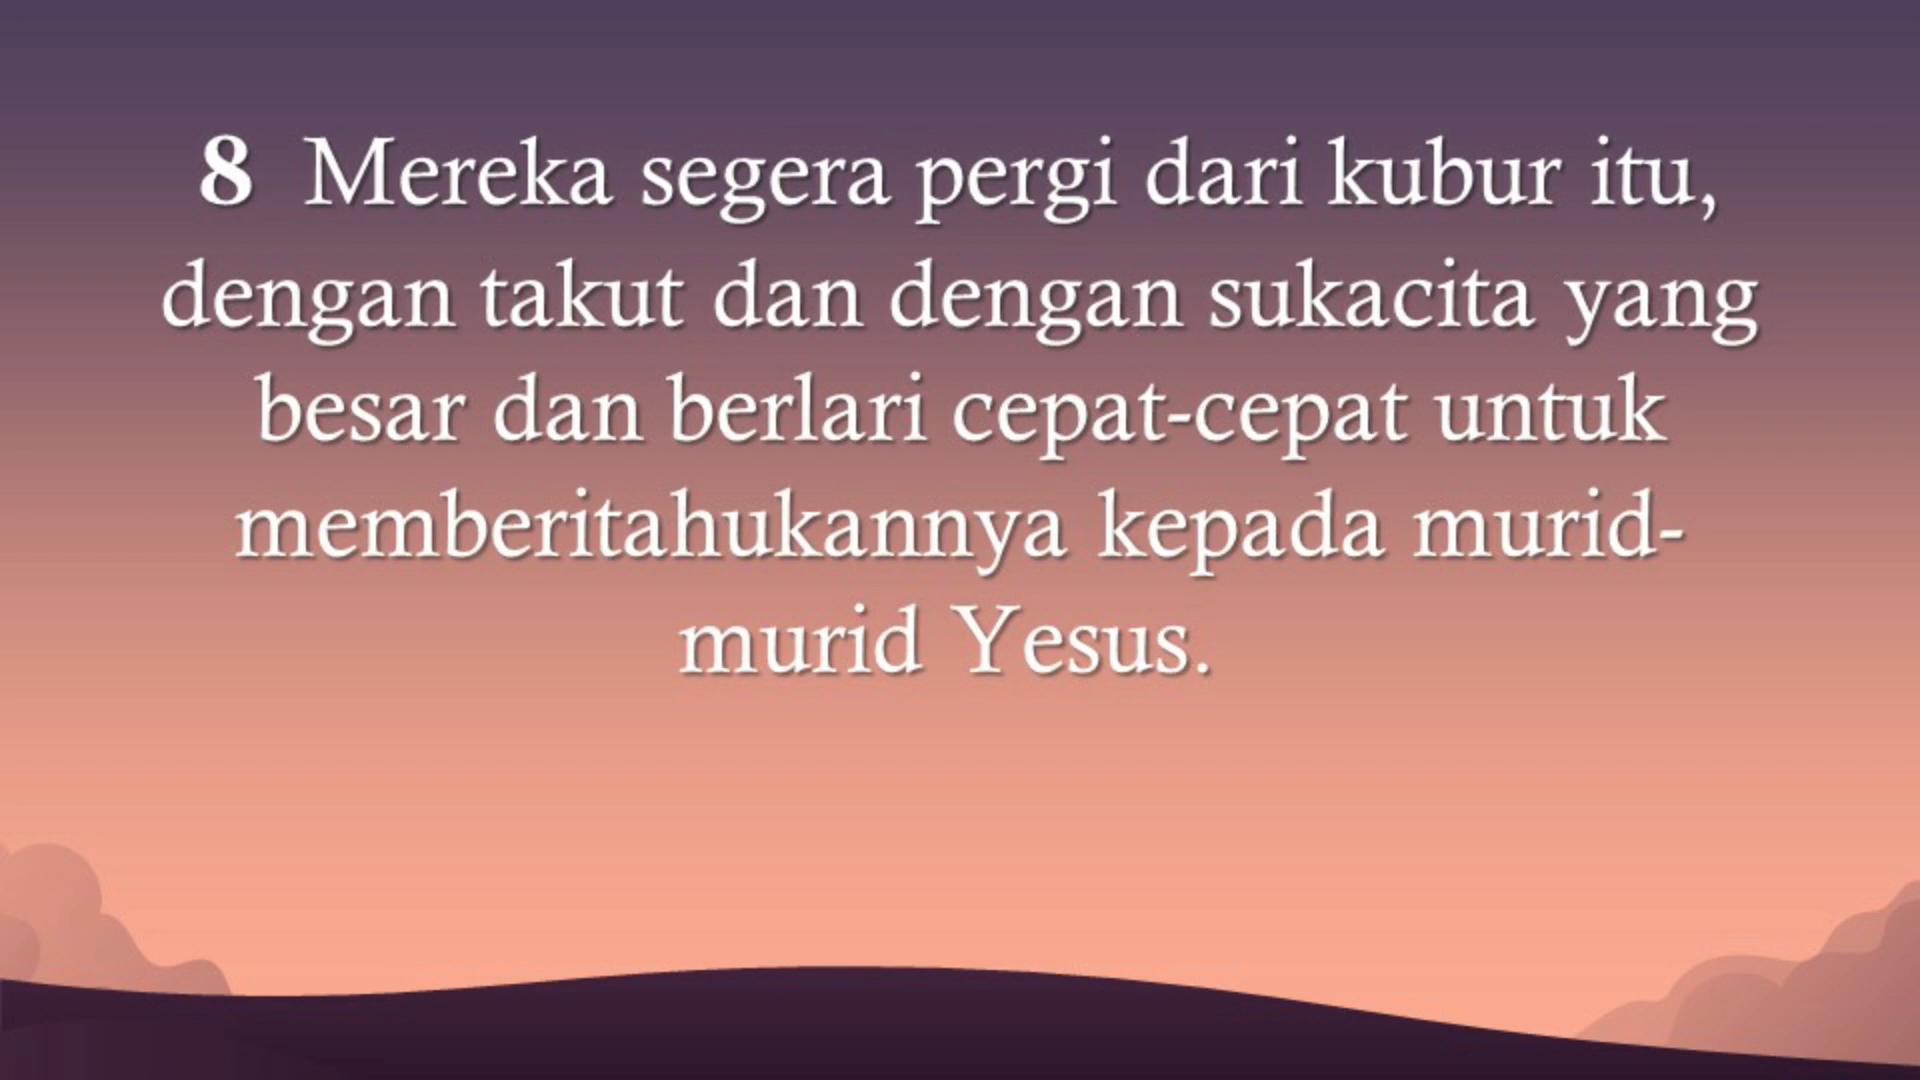 8 Mereka segera pergi dari kubur itu,
dengan takut dan dengan sukacita yang
besar dan berlari cepat-cepat untuk
memberitahukannya kepada murid-
murid Yesus.